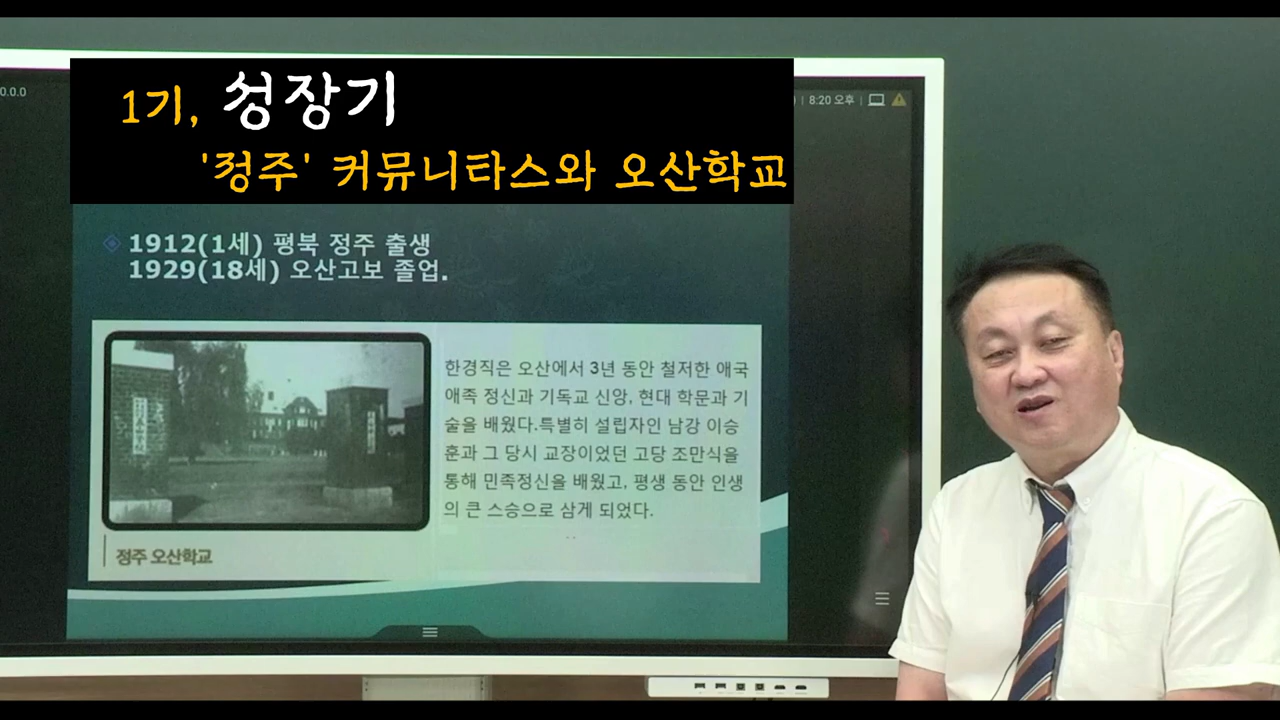 0.0.0
8:20 오후
1기, 성장기
'정주' 커뮤니타스와 오산학교
1912(1세) 평북 정주 출생
1929(18세) 오산고보 졸업.
한경직은 오산에서 3년 동안 철저한 애국
애족 정신과 기독교 신앙, 현대 학문과 기
술을 배웠다.특별히 설립자인 남강 이승
훈과 그 당시 교장이었던 고당 조만식을
통해 민족정신을 배웠고, 평생 동안 인생
의 큰 스승으로 삼게 되었다.
정주 오산학교